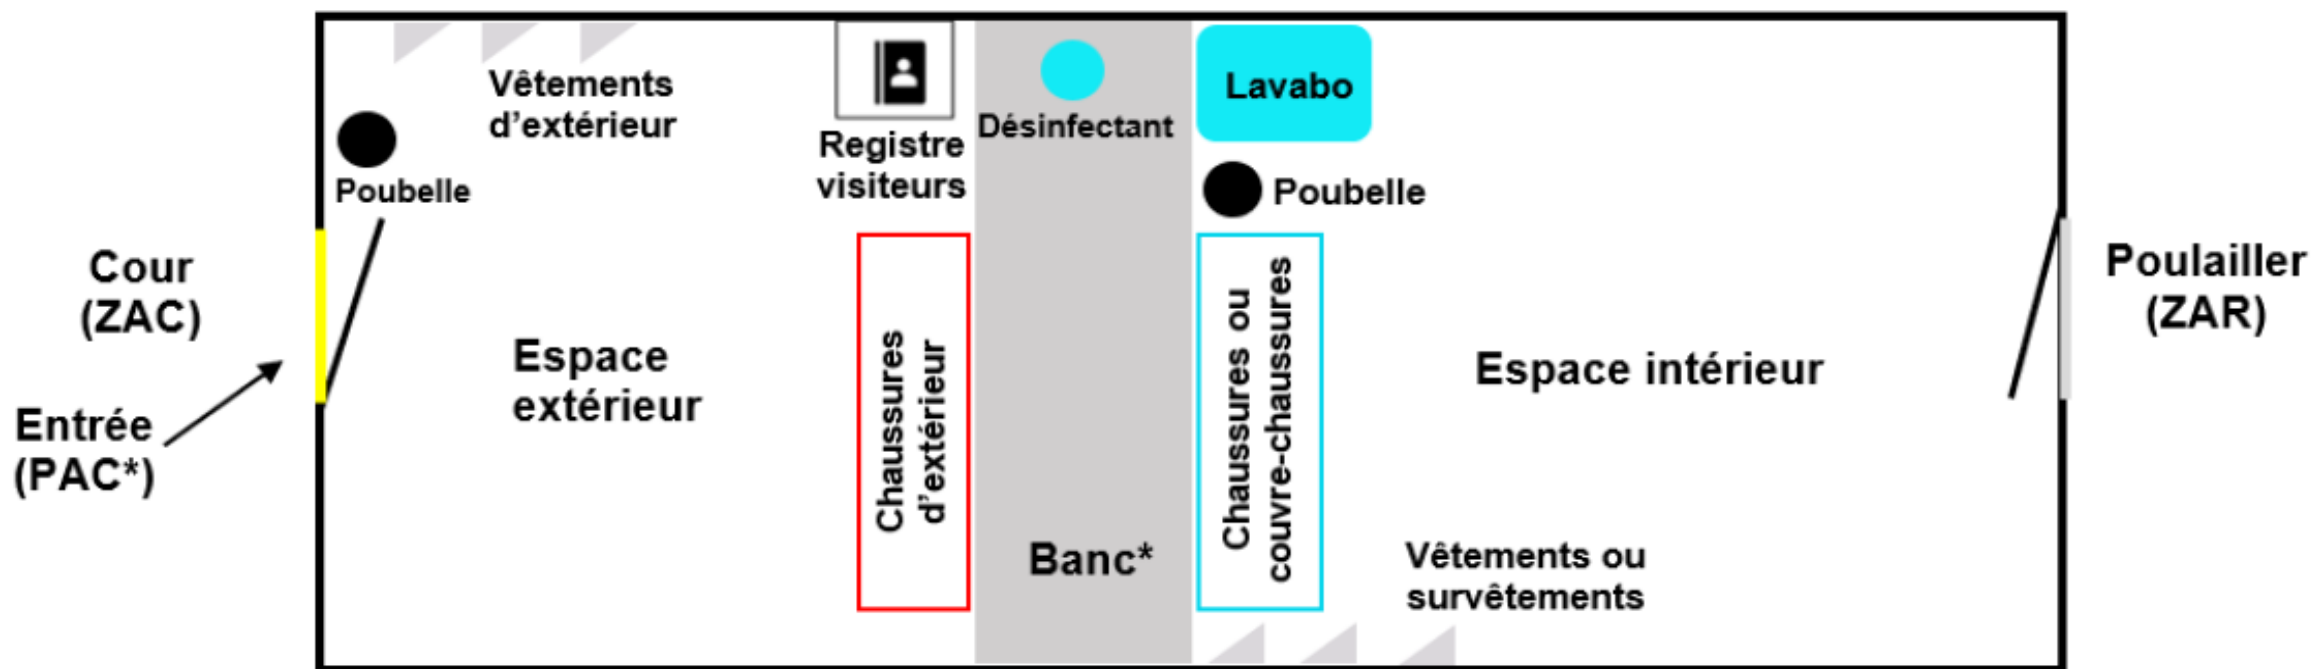 Vêtements
d’extérieur
Poubelle
Registre
visiteurs
Désinfectant
Lavabo
Poubelle
Cour
(ZAC)
Entrée
(PAC*)
Espace
extérieur
Chaussures
d’extérieur
Banc*
Chaussures ou
couvre-chaussures
Espace intérieur
Vêtements ou
survêtements
Poulailler
(ZAR)